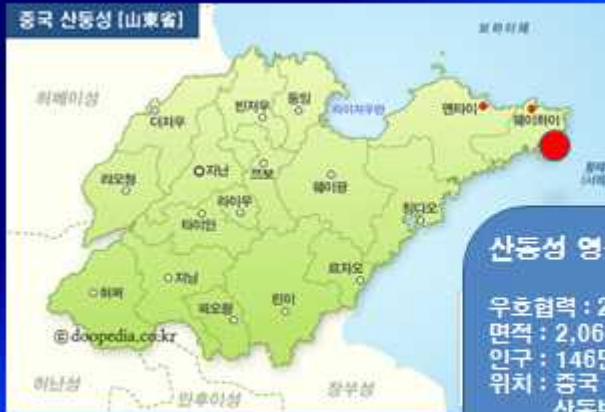 중국 산동성 [山東省]
보하이해
허베이성
더저우
빈저우
둥잉
라이저우만
옌타이
웨이하이
랴오청
지난
쯔보
웨이팡
라이우
타이안
칭다오
허쩌
지닝
르자오
짜오좡
린이
ⓒ doopedia.co.kr
허난성
안후이성
장쑤성
산동성 영
우호협력 : 2
면적 : 2,06
인구 : 146만
위치 : 중국